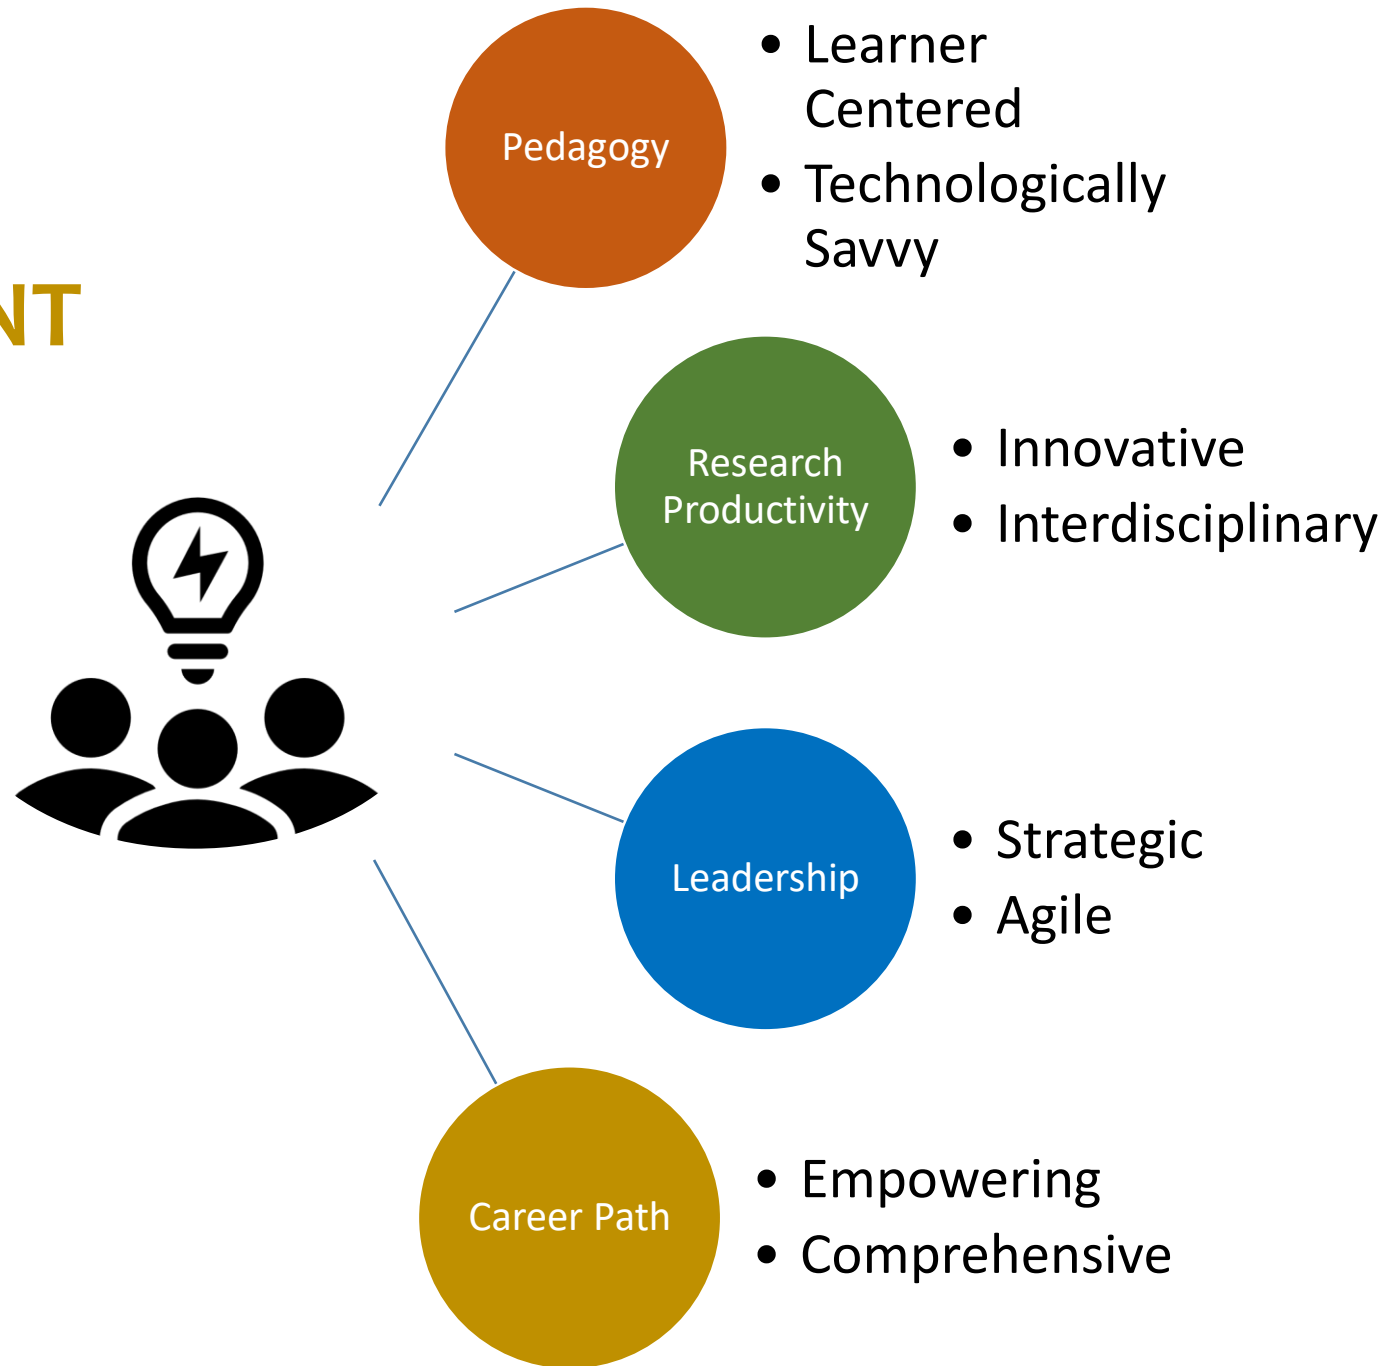 NT
Pedagogy
• Learner
Centered
• Technologically
Savvy
Research
Productivity
• Innovative
• Interdisciplinary
Leadership
• Strategic
• Agile
Career Path
• Empowering
• Comprehensive